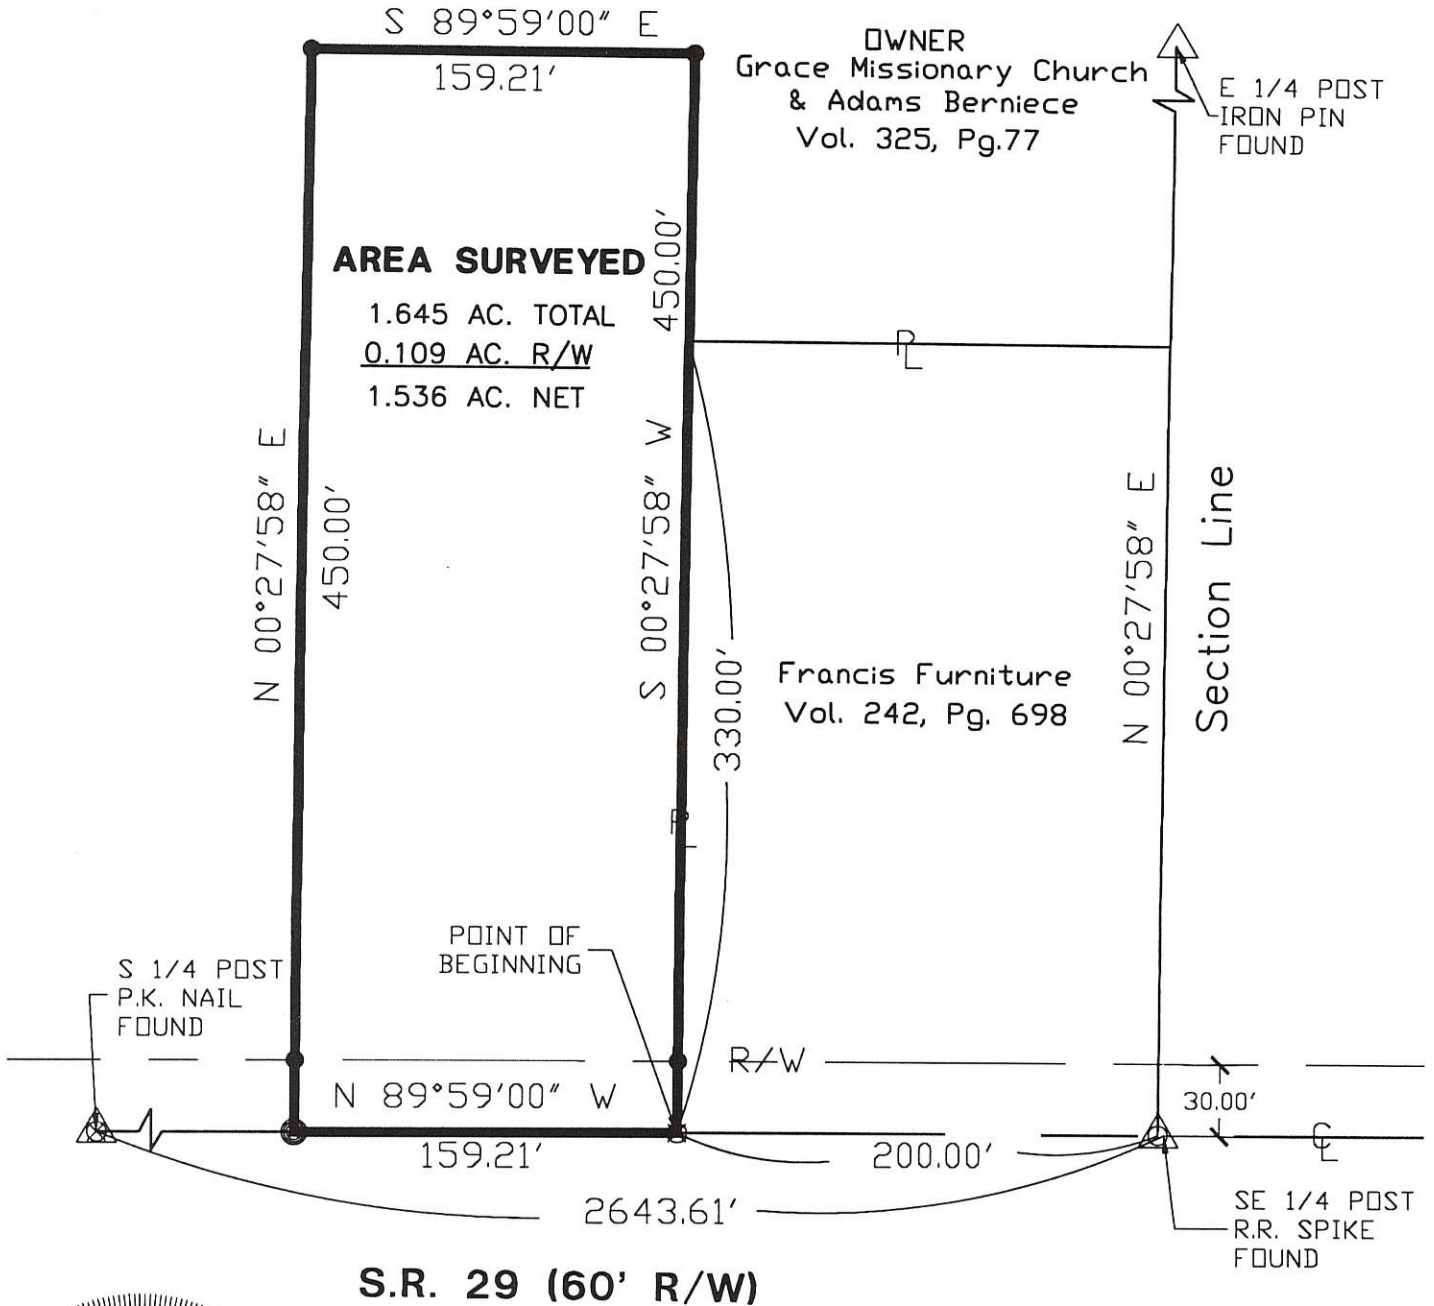 S 89°59'00" E
159.21'
OWNER
Grace Missionary Church
& Adams Berniece
Vol. 325, Pg.77
E 1/4 POST
IRON PIN
FOUND
AREA SURVEYED
1.645 AC. TOTAL
0.109 AC. R/W
1.536 AC. NET
450.00'
S 00°27'58" W
PL
N 00°27'58" E
450.00'
330.00'
Francis Furniture
Vol. 242, Pg. 698
N 00°27'58" E
Section Line
PL
POINT OF
BEGINNING
S 1/4 POST
P.K. NAIL
FOUND
R/W
N 89°59'00" W
30.00'
159.21'
200.00'
CL
2643.61'
SE 1/4 POST
R.R. SPIKE
FOUND
S.R. 29 (60' R/W)